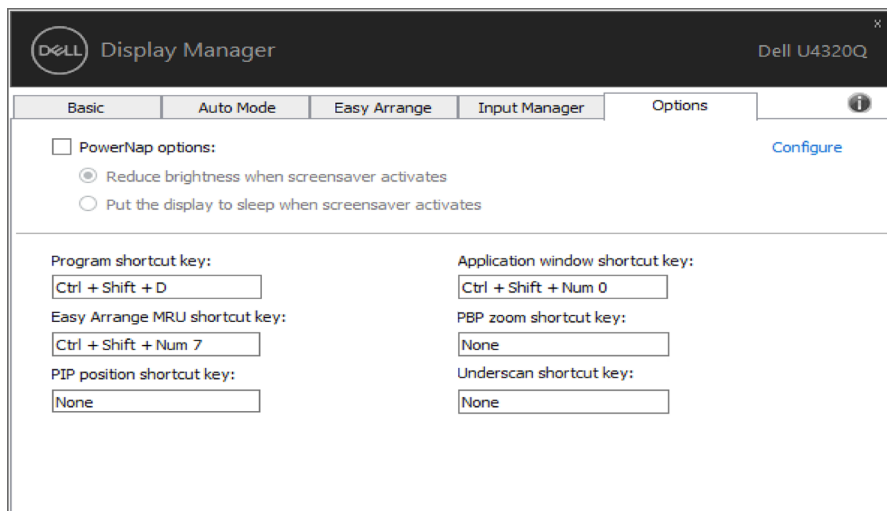 x
DELL Display Manager
Dell U4320Q
Basic
Auto Mode
Easy Arrange
Input Manager
Options
i
PowerNap options:
Configure
Reduce brightness when screensaver activates
Put the display to sleep when screensaver activates
Program shortcut key:
Application window shortcut key:
Ctrl + Shift + D
Ctrl + Shift + Num 0
Easy Arrange MRU shortcut key:
PBP zoom shortcut key:
Ctrl + Shift + Num 7
None
PIP position shortcut key:
Underscan shortcut key:
None
None